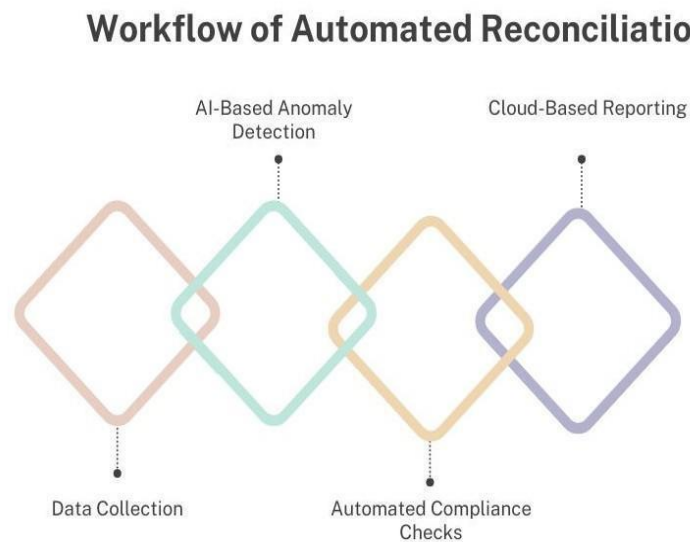 Workflow of Automated Reconciliatio
AI-Based Anomaly
Detection
Cloud-Based Reporting
Data Collection
Automated Compliance
Checks